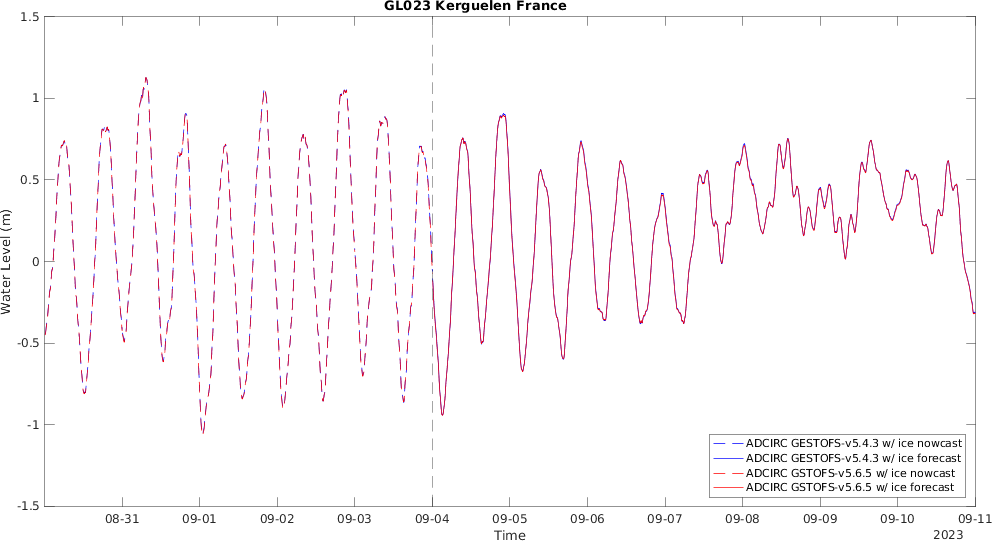 GL023 Kerguelen France
1.5
1
0.5
0
-0.5
-1
-1.5
Water Level (m)
08-31
09-01
09-02
09-03
09-04
09-05
09-06
09-07
09-08
09-09
09-10
09-11
Time
2023
ADCIRC GESTOFS-v5.4.3 w/ ice nowcast
ADCIRC GESTOFS-v5.4.3 w/ ice forecast
ADCIRC GSTOFS-v5.6.5 w/ ice nowcast
ADCIRC GSTOFS-v5.6.5 w/ ice forecast